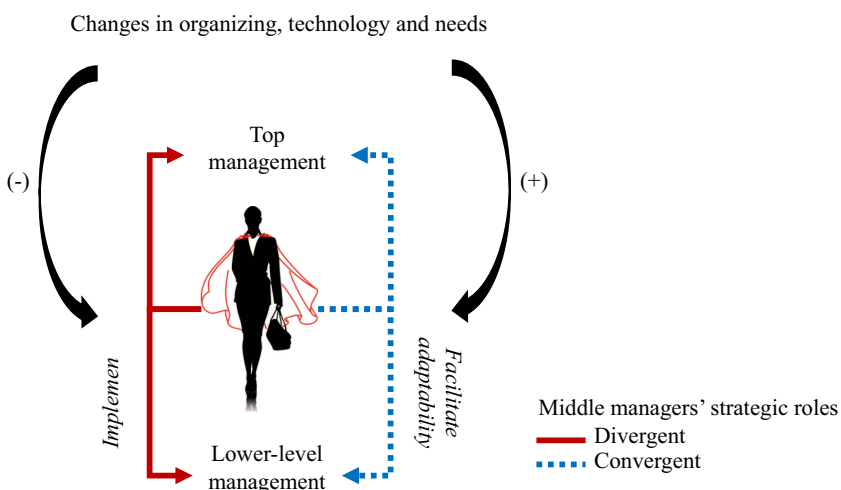 Changes in organizing, technology and needs
(-)
(+)
Top
management
Implemen
Facilitate
adaptability
Lower-level
management
Middle managers’ strategic roles
Divergent
Convergent